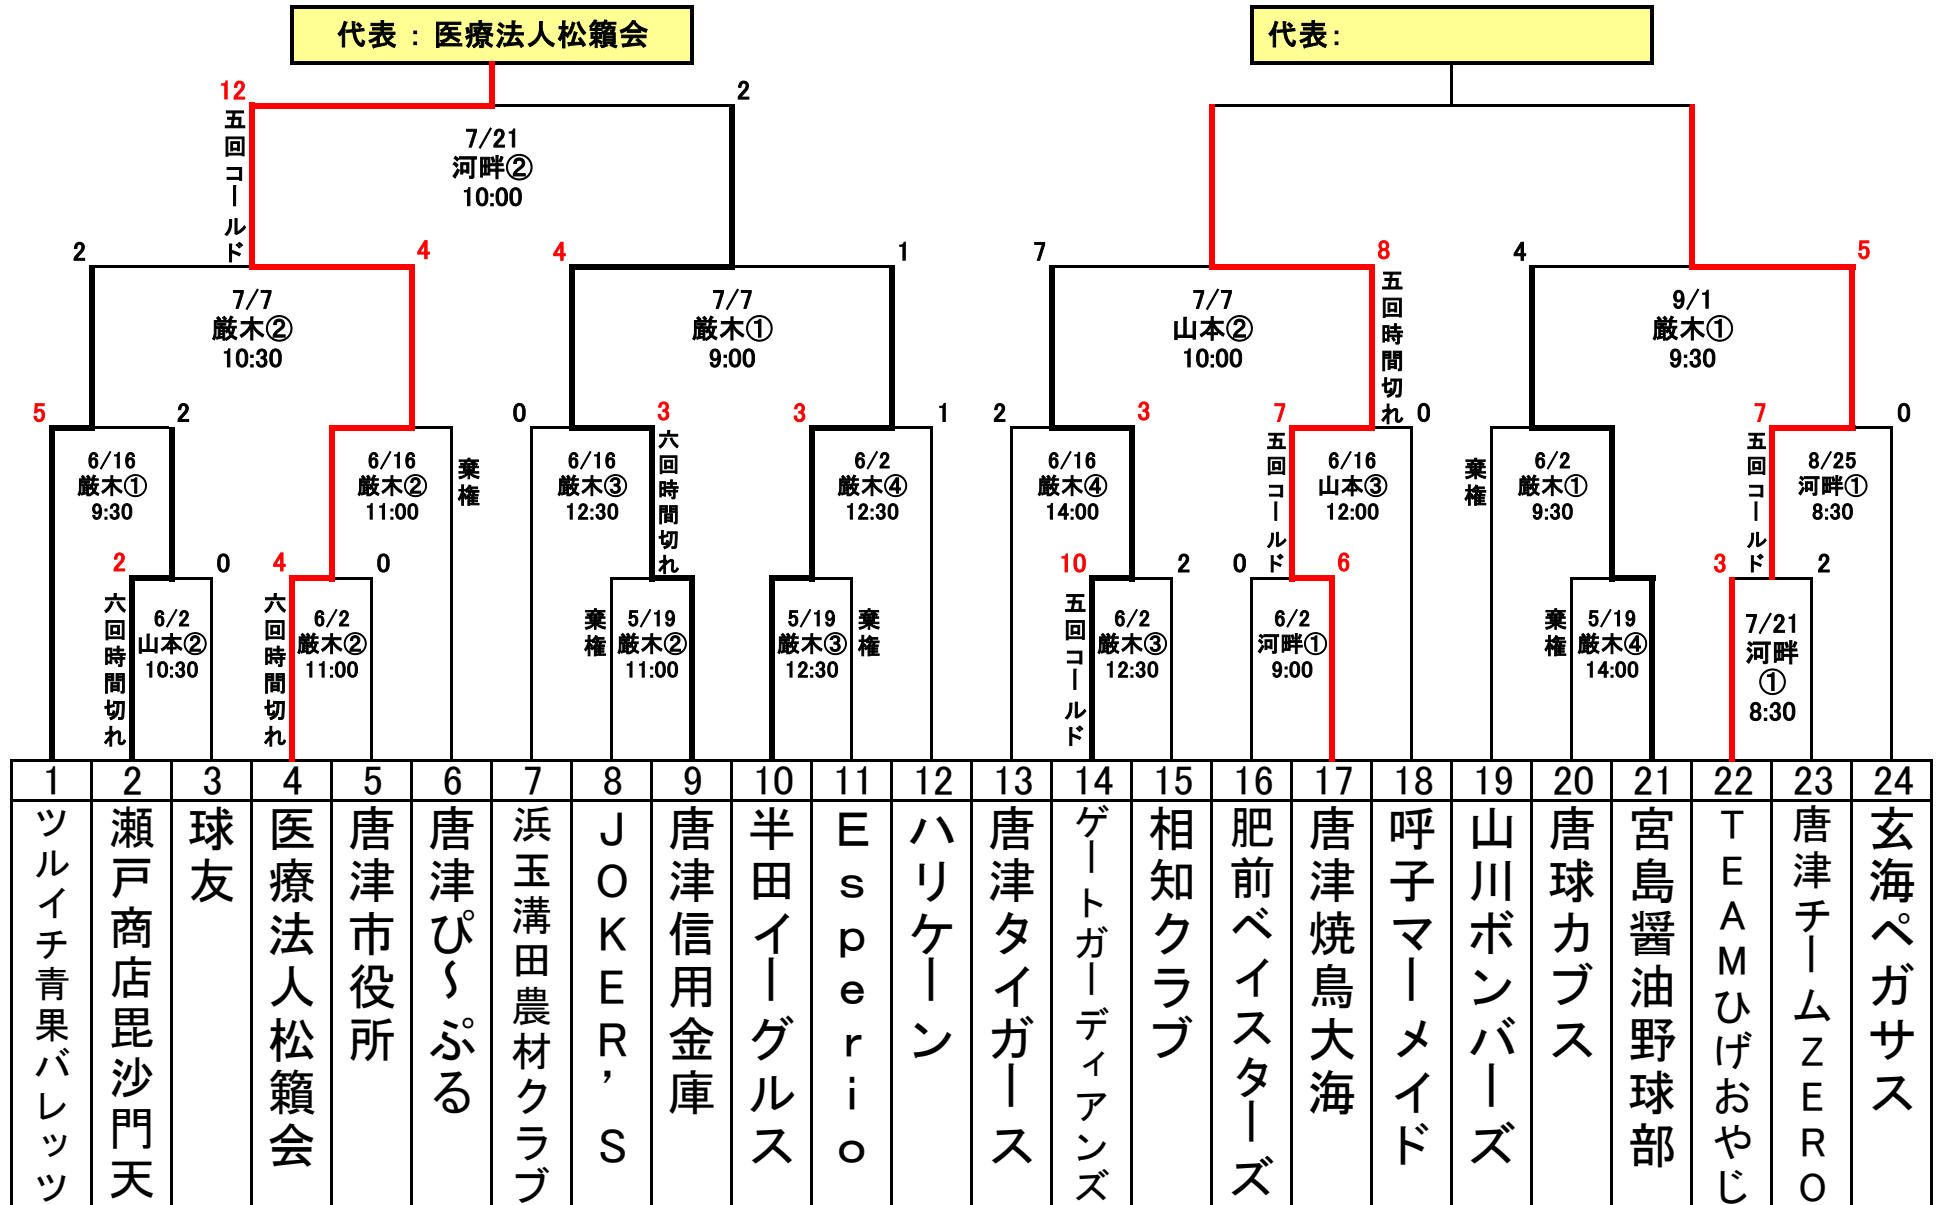 代表 : 医療法人松籟会
代表:
12
五回コールド
2
7/21
河畔②
10:00
2
4
4
1
7
8
4
5
7/7
厳木②
10:30
7/7
厳木①
9:00
7/7
山本②
10:00
五回時間切れ
9/1
厳木①
9:30
5
2
0
3
3
1
2
3
7
0
7
0
6/16
厳木①
9:30
6/16
厳木②
11:00
棄権
6/16
厳木③
12:30
六回時間切れ
6/2
厳木④
12:30
6/16
厳木④
14:00
五回コールド
6/16
山本③
12:00
棄権
6/2
厳木①
9:30
五回コールド
8/25
河畔①
8:30
2
0
4
0
10
2
0
6
3
2
六回時間切れ
6/2
山本②
10:30
六回時間切れ
6/2
厳木②
11:00
棄権
5/19
厳木②
11:00
5/19
厳木③
12:30
棄権
五回コールド
6/2
厳木③
12:30
6/2
河畔①
9:00
棄権
5/19
厳木④
14:00
7/21
河畔
①
8:30
1 2 3 4 5 6 7 8 9 10 11 12 13 14 15 16 17 18 19 20 21 22 23 24
ツルイチ青果バレッツ
瀬戸商店毘沙門天
球友
医療法人松籟会
唐津市役所
唐津ぴ～ぷる
浜玉溝田農材クラブ
ＪＯＫＥＲ’Ｓ
唐津信用金庫
半田イーグルス
Ｅｓｐｅｒｉｏ
ハリケーン
唐津タイガース
ゲートガーディアンズ
相知クラブ
肥前ベイスターズ
唐津焼鳥大海
呼子マーメイド
山川ボンバーズ
唐球カブス
宮島醤油野球部
ＴＥＡＭひげおやじ
唐津チームＺＥＲＯ
玄海ペガサス